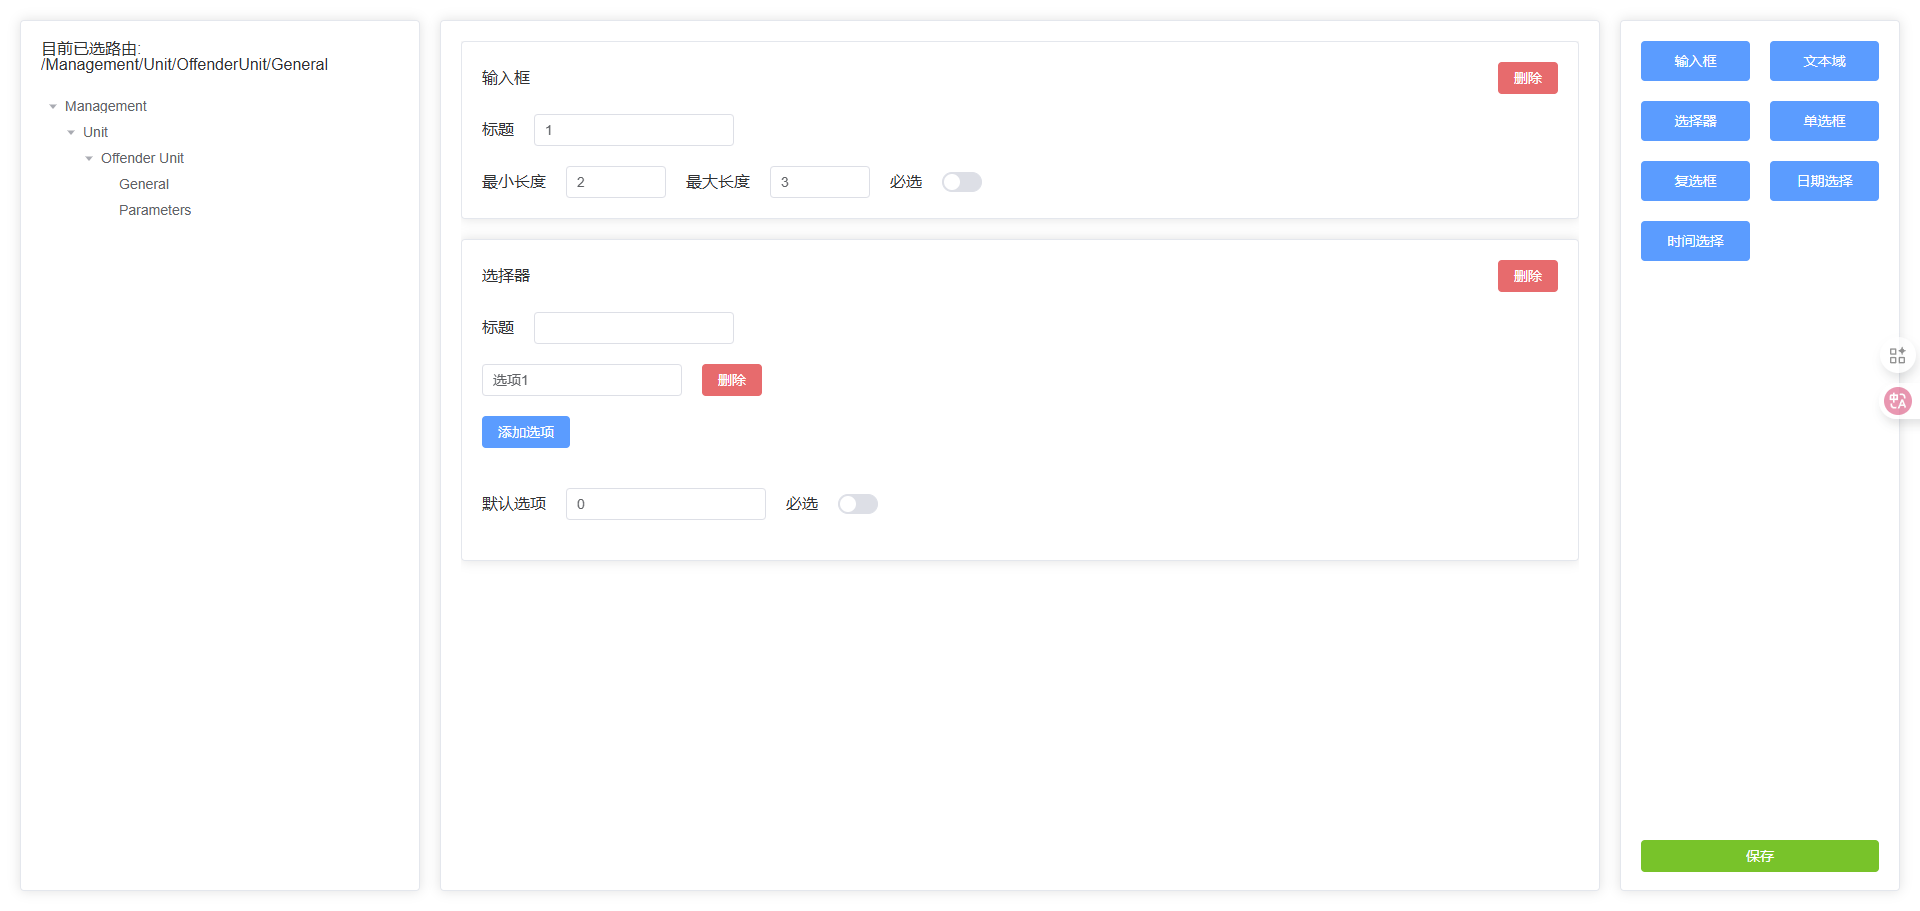 目前已选路由:
/Management/Unit/OffenderUnit/General
Management
Unit
Offender Unit
General
Parameters
输入框
删除
标题 1
最小长度 2 最大长度 3 必选
选择器
删除
标题
选项1 删除
添加选项
默认选项 0 必选
输入框 文本域
选择器 单选框
复选框 日期选择
时间选择
中 A
保存